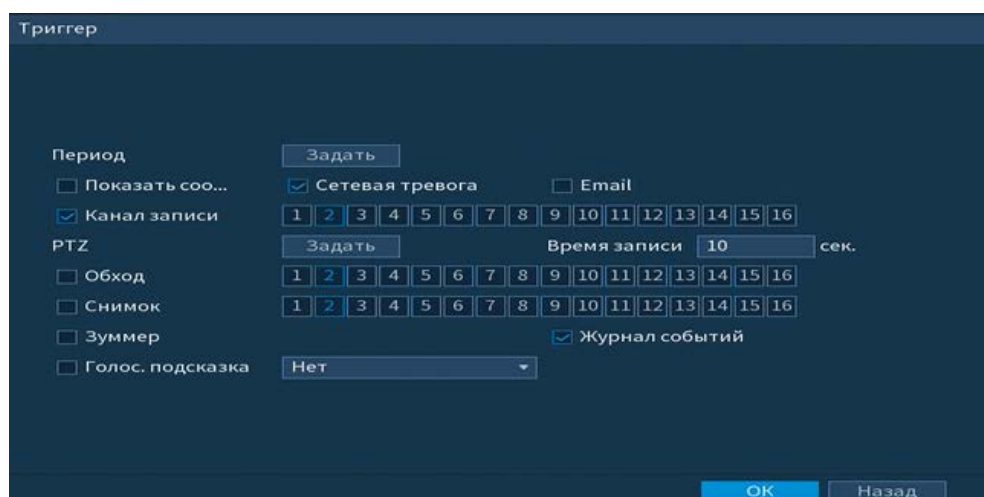 Триггер
Период Задать
Показать соо... Сетевая тревога Email
Канал записи 1 2 3 4 5 6 7 8 9 10 11 12 13 14 15 16
PTZ Задать Время записи 10 сек.
Обход 1 2 3 4 5 6 7 8 9 10 11 12 13 14 15 16
Снимок 1 2 3 4 5 6 7 8 9 10 11 12 13 14 15 16
Зуммер Журнал событий
Голос. подсказка Нет
OK Назад